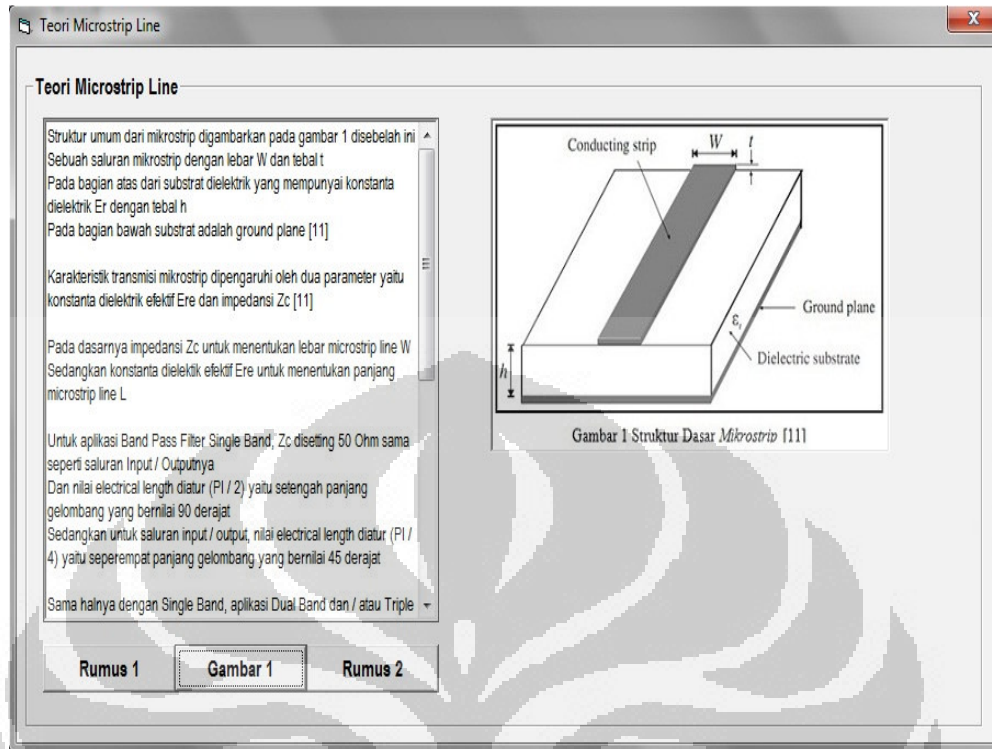 Teori Microstrip Line
X
Teori Microstrip Line
Struktur umum dari mikrostrip digambarkan pada gambar 1 disebelah ini
Sebuah saluran mikrostrip dengan lebar W dan tebal t
Pada bagian atas dari substrat dielektrik yang mempunyai konstanta
dielektrik Er dengan tebal h
Pada bagian bawah substrat adalah ground plane [11]
Karakteristik transmisi mikrostrip dipengaruhi oleh dua parameter yaitu
konstanta dielektrik efektif Ere dan impedansi Zc [11]
Pada dasarnya impedansi Zc untuk menentukan lebar microstrip line W
Sedangkan konstanta dielektik efektif Ere untuk menentukan panjang
microstrip line L
Untuk aplikasi Band Pass Filter Single Band, Zc disetting 50 Ohm sama
seperti saluran Input / Outputnya
Dan nilai electrical length diatur (PI / 2) yaitu setengah panjang
gelombang yang bernilai 90 derajat
Sedangkan untuk saluran input / output, nilai electrical length diatur (PI /
4) yaitu seperempat panjang gelombang yang bernilai 45 derajat
Sama halnya dengan Single Band, aplikasi Dual Band dan / atau Triple
Conducting strip
W
t
Ground plane
εr
Dielectric substrate
h
Gambar 1 Struktur Dasar Mikrostrip [11]
Rumus 1
Gambar 1
Rumus 2